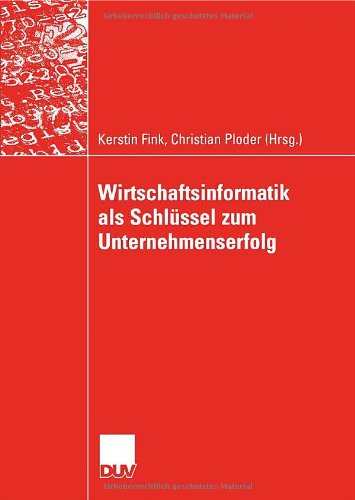 Kerstin Fink, Christian Ploder (Hrsg.)
Wirtschaftsinformatik
als Schlüssel zum
Unternehmenserfolg
DUV
Urheberrechtlich geschütztes Material